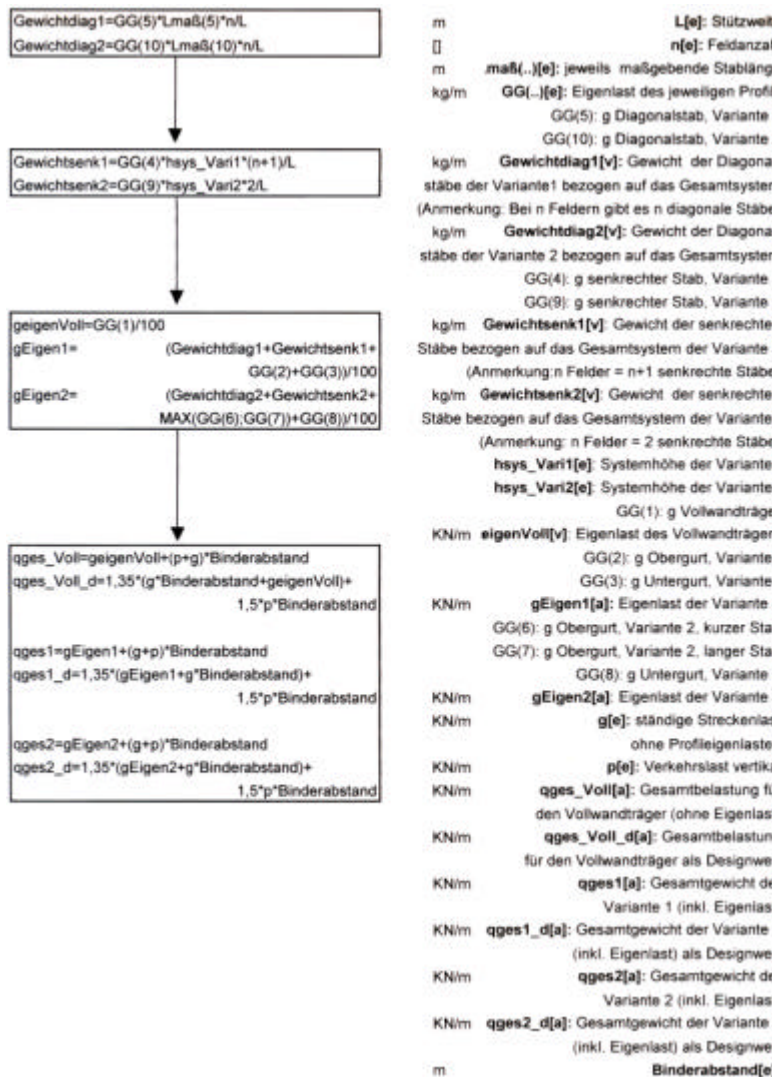 Gewichtdiag1=GG(5)*Lmaß(5)*n/L
Gewichtdiag2=GG(10)*Lmaß(10)*n/L
Gewichtsenk1=GG(4)*hsys_Vari1*(n+1)/L
Gewichtsenk2=GG(9)*hsys_Vari2*2/L
geigenVoll=GG(1)/100
gEigen1= (Gewichtdiag1+Gewichtsenk1+
GG(2)+GG(3))/100
gEigen2= (Gewichtdiag2+Gewichtsenk2+
MAX(GG(6);GG(7))+GG(8))/100
qges_Voll=geigenVoll+(p+g)*Binderabstand
qges_Voll_d=1,35*(g*Binderabstand+geigenVoll)+
1,5*p*Binderabstand
qges1=gEigen1+(g+p)*Binderabstand
qges1_d=1,35*(gEigen1+g*Binderabstand)+
1,5*p*Binderabstand
qges2=gEigen2+(g+p)*Binderabstand
qges2_d=1,35*(gEigen2+g*Binderabstand)+
1,5*p*Binderabstand
m L[e]: Stützweit
[] n[e]: Feldanzal
m maß(..)[e]: jeweils maßgebende Stabläng
kg/m GG(..)[e]: Eigenlast des jeweiligen Profil
GG(5): g Diagonalstab, Variante
GG(10): g Diagonalstab, Variante
kg/m Gewichtdiag1[v]: Gewicht der Diagona
stäbe der Variante1 bezogen auf das Gesamtsyster
(Anmerkung: Bei n Feldern gibt es n diagonale Stäbe
kg/m Gewichtdiag2[v]: Gewicht der Diagona
stäbe der Variante 2 bezogen auf das Gesamtsyster
GG(4): g senkrechter Stab, Variante
GG(9): g senkrechter Stab, Variante
kg/m Gewichtsenk1[v]: Gewicht der senkrechte
Stäbe bezogen auf das Gesamtsystem der Variante
(Anmerkung:n Felder = n+1 senkrechte Stäbe
kg/m Gewichtsenk2[v]: Gewicht der senkrechte
Stäbe bezogen auf das Gesamtsystem der Variante
(Anmerkung: n Felder = 2 senkrechte Stäbe
hsys_Vari1[e]: Systemhöhe der Variante
hsys_Vari2[e]: Systemhöhe der Variante
GG(1): g Vollwandträge
KN/m eigenVoll[v]: Eigenlast des Vollwandträger
GG(2): g Obergurt, Variante
GG(3): g Untergurt, Variante
KN/m gEigen1[a]: Eigenlast der Variante
GG(6): g Obergurt, Variante 2, kurzer Sta
GG(7): g Obergurt, Variante 2, langer Sta
GG(8): g Untergurt, Variante
KN/m gEigen2[a]: Eigenlast der Variante
KN/m g[e]: ständige Streckenlas
ohne Profileigenlaste
KN/m p[e]: Verkehrslast vertika
KN/m qges_Voll[a]: Gesamtbelastung fü
den Vollwandträger (ohne Eigenlas
KN/m qges_Voll_d[a]: Gesamtbelastun
für den Vollwandträger als Designwe
KN/m qges1[a]: Gesamtgewicht de
Variante 1 (inkl. Eigenlas
KN/m qges1_d[a]: Gesamtgewicht der Variante
(inkl. Eigenlast) als Designwe
KN/m qges2[a]: Gesamtgewicht de
Variante 2 (inkl. Eigenlas
KN/m qges2_d[a]: Gesamtgewicht der Variante
(inkl. Eigenlast) als Designwe
m Binderabstand[e]